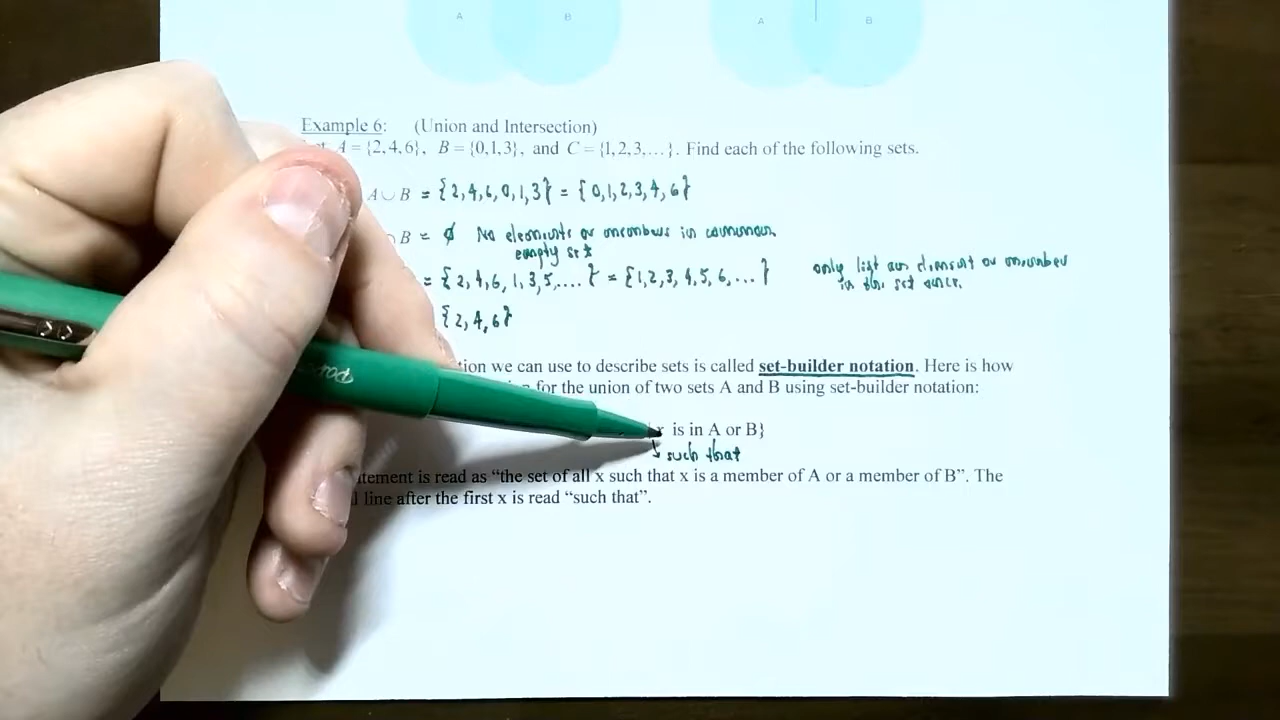 A B A B
Example 6: (Union and Intersection)
A = {2,4,6}, B = {0,1,3}, and C = {1,2,3,...}. Find each of the following sets.
A∪B = {2,4,6,0,1,3} = {0,1,2,3,4,6}
∩B = ∅ No elements or members in common
empty set
= {2,4,6,1,3,5,....} = {1,2,3,4,5,6,...} only list an element or member
in the set once.
{2,4,6}
we can use to describe sets is called set-builder notation. Here is how
for the union of two sets A and B using set-builder notation:
x is in A or B}
such that
is read as “the set of all x such that x is a member of A or a member of B”. The
line after the first x is read “such that”.